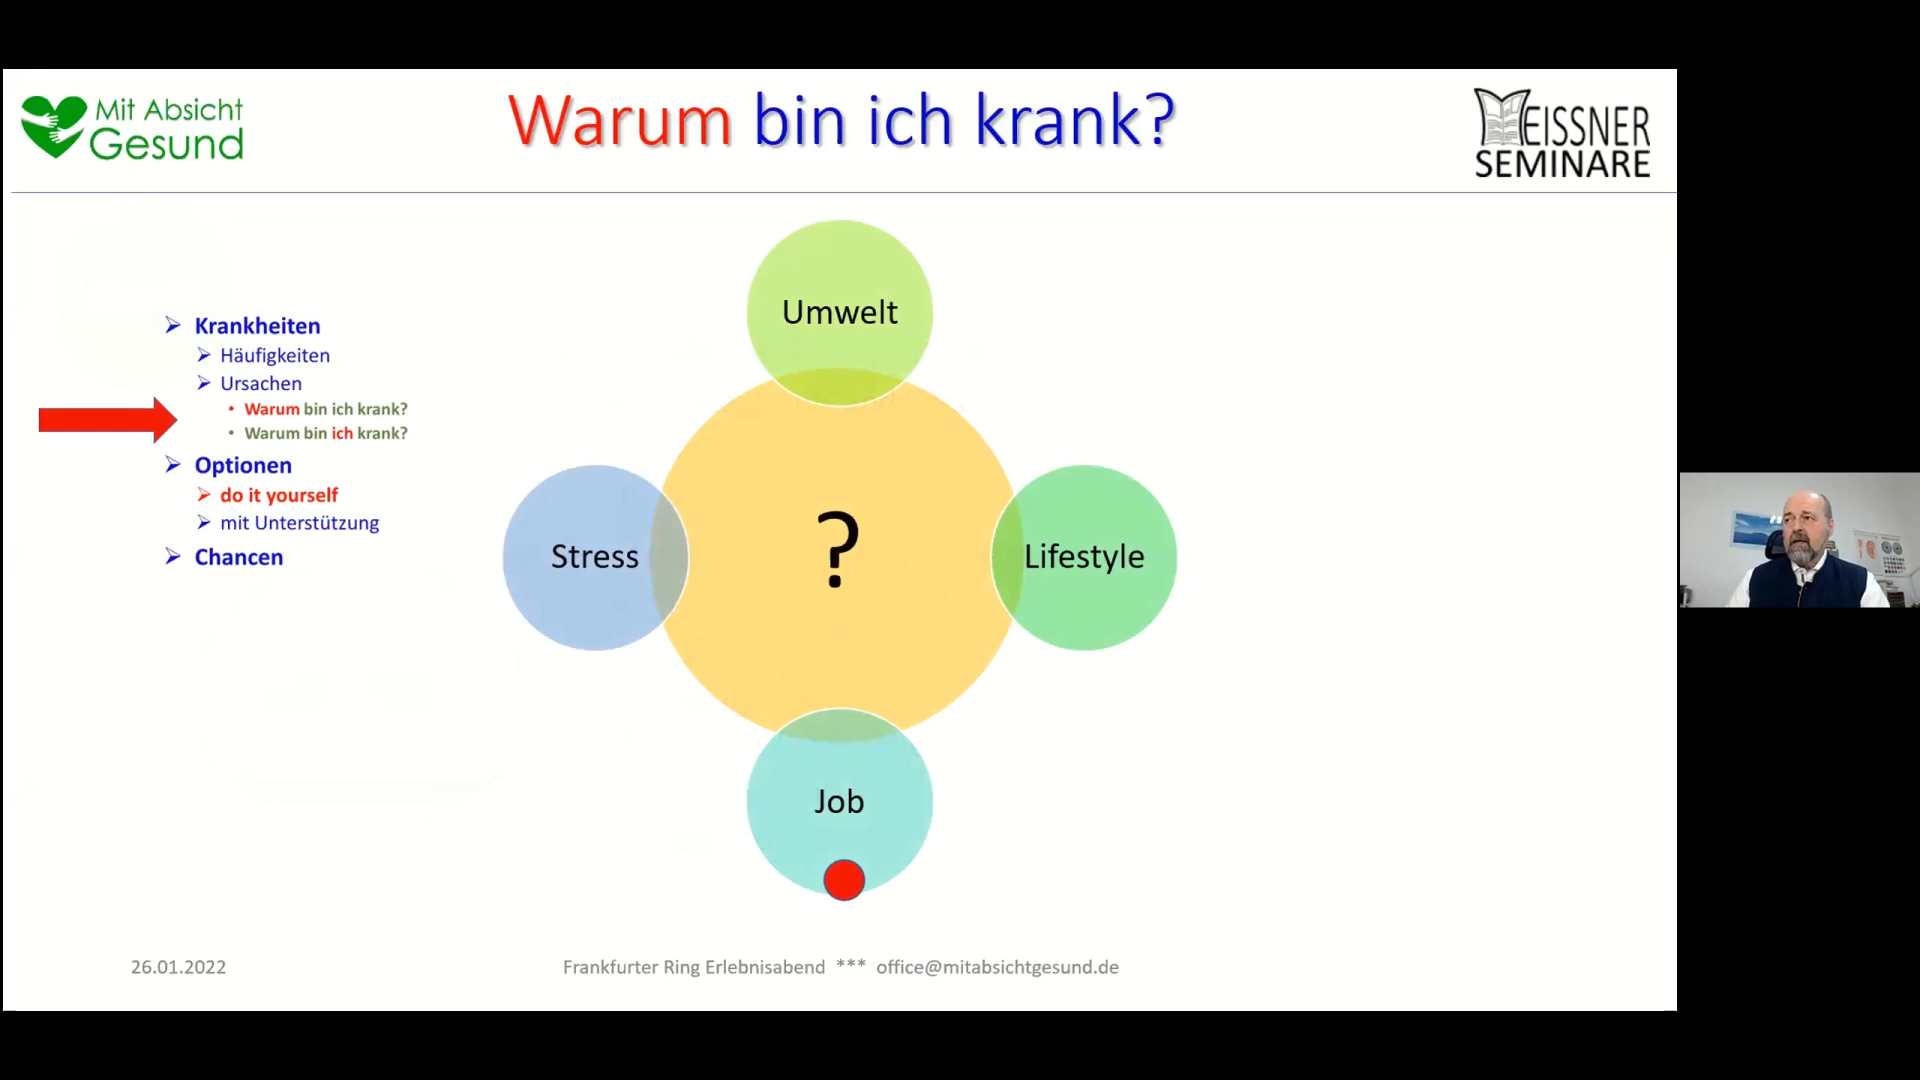 Mit Absicht
Gesund
Warum bin ich krank?
MEISSNER
SEMINARE
Krankheiten
Häufigkeiten
Ursachen
Warum bin ich krank?
Warum bin ich krank?
Optionen
do it yourself
mit Unterstützung
Chancen
Umwelt
Stress
?
Lifestyle
Job
26.01.2022
Frankfurter Ring Erlebnisabend *** office@mitabsichtgesund.de